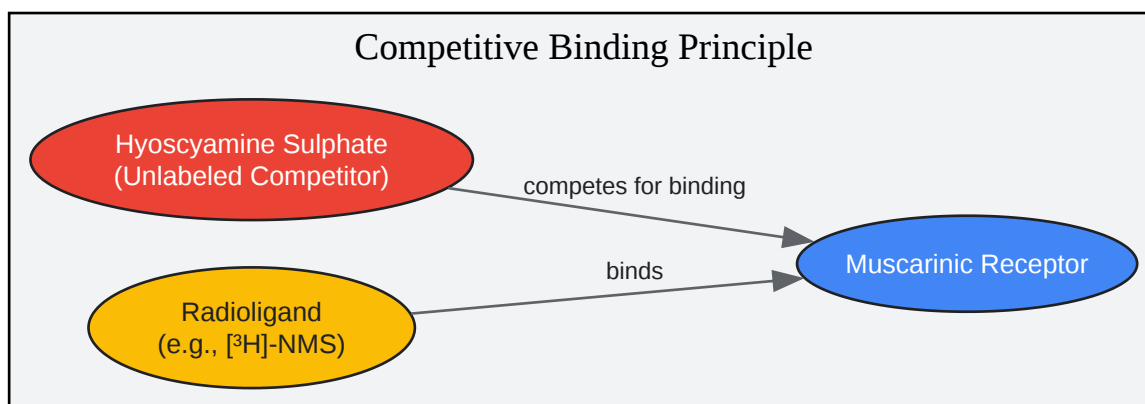 Competitive Binding Principle
Hyoscyamine Sulphate
(Unlabeled Competitor)
competes for binding
Muscarinic Receptor
binds
Radioligand
(e.g., [³H]-NMS)